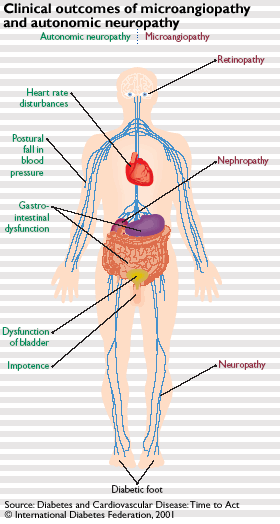 Clinical outcomes of microangiopathy
and autonomic neuropathy
Autonomic neuropathy
Microangiopathy
Retinopathy
Heart rate
disturbances
Postural
fall in
blood
pressure
Nephropathy
Gastro-
intestinal
dysfunction
Dysfunction
of bladder
Impotence
Neuropathy
Diabetic foot
Source: Diabetes and Cardiovascular Disease: Time to Act
© International Diabetes Federation, 2001